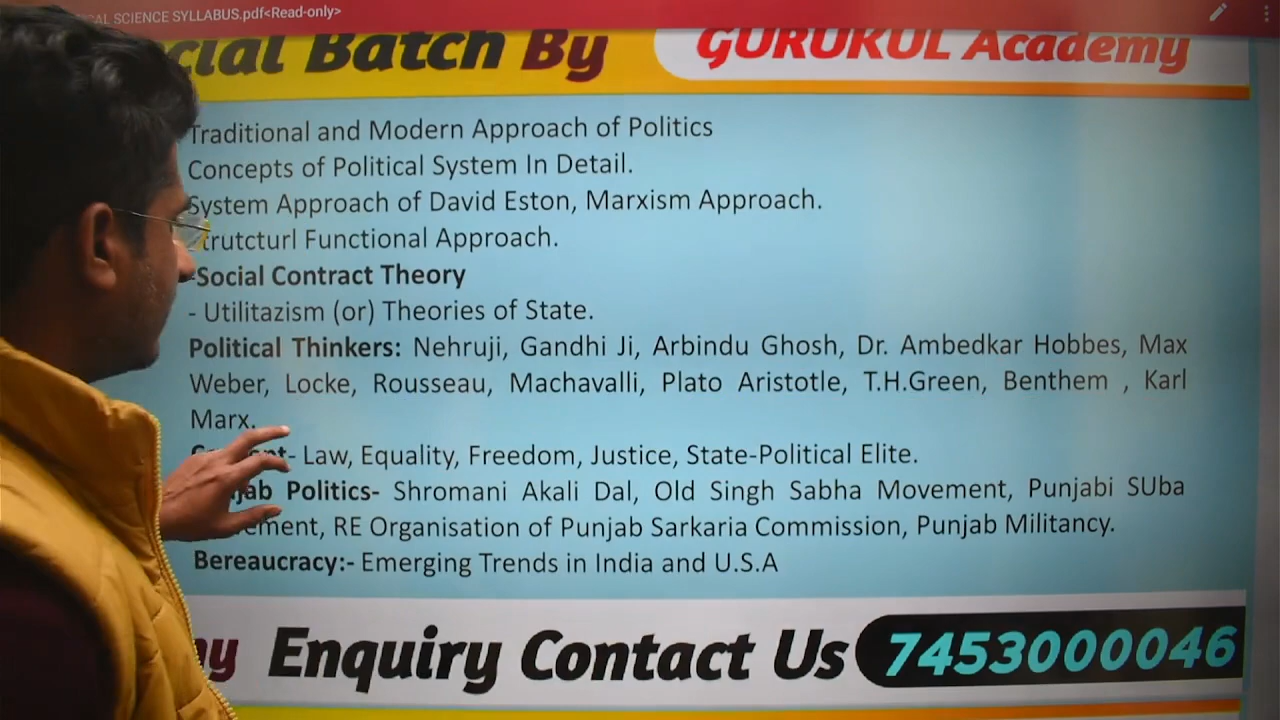 CAL SCIENCE SYLLABUS.pdf<Read-only>
cial Batch By GURUKUL Academy
Traditional and Modern Approach of Politics
Concepts of Political System In Detail.
System Approach of David Eston, Marxism Approach.
trutcturl Functional Approach.
-Social Contract Theory
- Utilitazism (or) Theories of State.
Political Thinkers: Nehruji, Gandhi Ji, Arbindu Ghosh, Dr. Ambedkar Hobbes, Max
Weber, Locke, Rousseau, Machavalli, Plato Aristotle, T.H.Green, Benthem , Karl
Marx.
- Law, Equality, Freedom, Justice, State-Political Elite.
jab Politics- Shromani Akali Dal, Old Singh Sabha Movement, Punjabi SUba
ement, RE Organisation of Punjab Sarkaria Commission, Punjab Militancy.
Bereaucracy:- Emerging Trends in India and U.S.A
my Enquiry Contact Us 7453000046